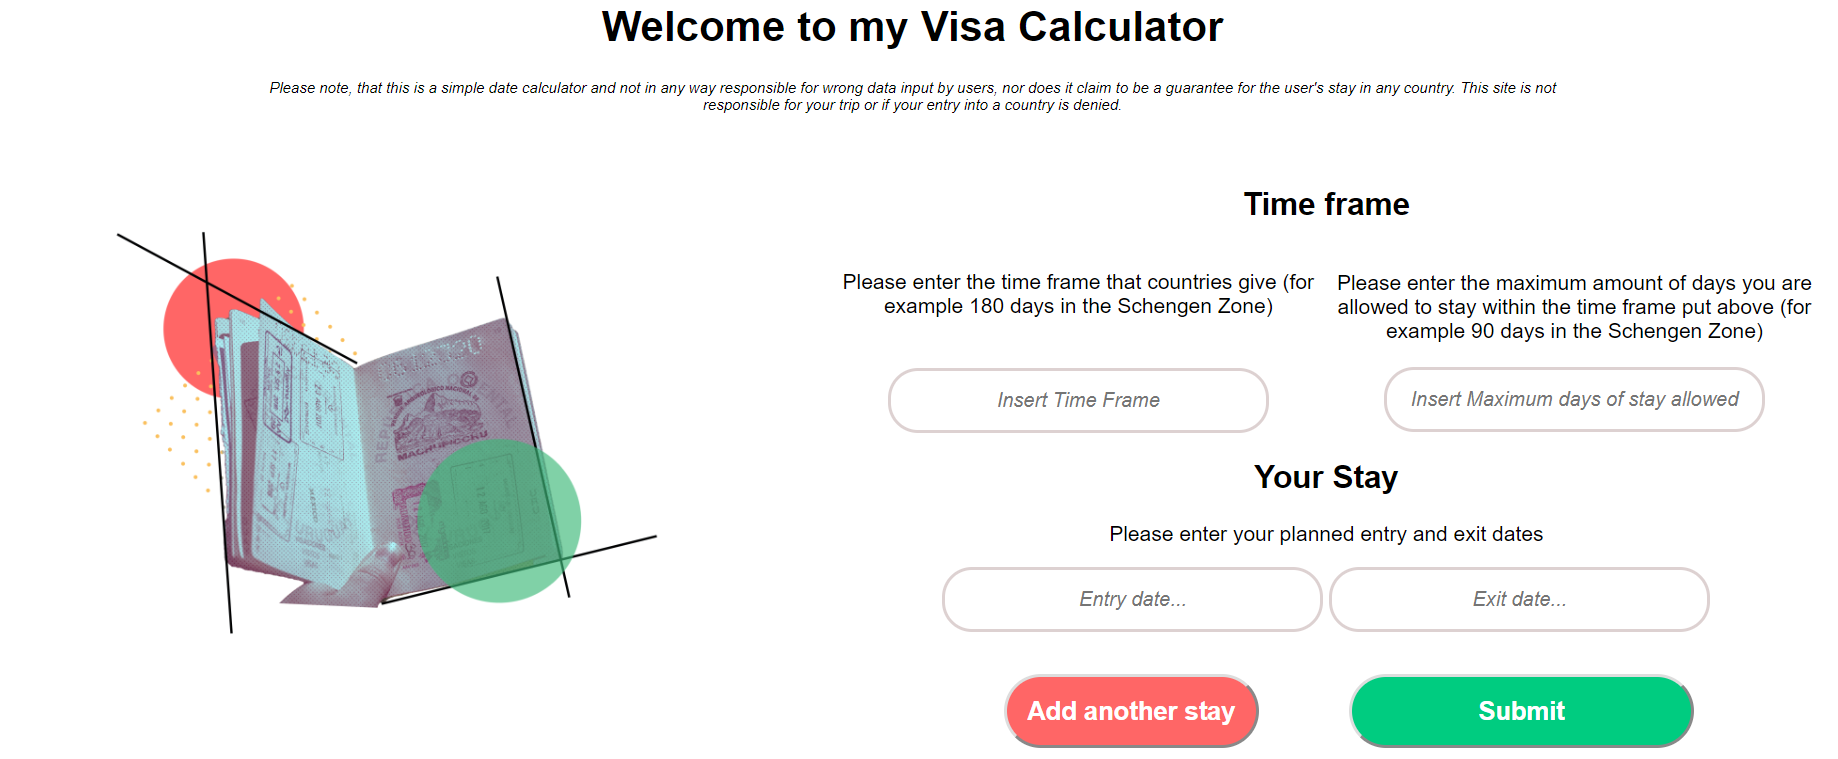 Welcome to my Visa Calculator
Please note, that this is a simple date calculator and not in any way responsible for wrong data input by users, nor does it claim to be a guarantee for the user's stay in any country. This site is not
responsible for your trip or if your entry into a country is denied.
Time frame
Please enter the time frame that countries give (for
example 180 days in the Schengen Zone)
Please enter the maximum amount of days you are
allowed to stay within the time frame put above (for
example 90 days in the Schengen Zone)
Insert Time Frame
Insert Maximum days of stay allowed
MACHUPICCHU
Your Stay
Please enter your planned entry and exit dates
Entry date...
Exit date...
Add another stay
Submit